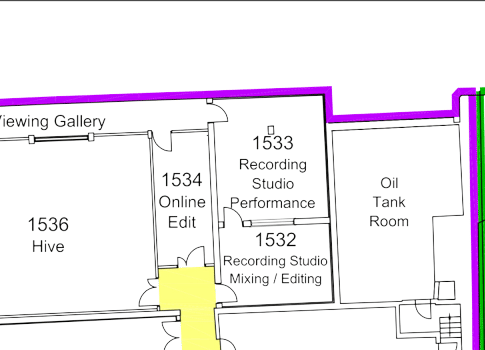 Viewing Gallery
1533
Recording
Studio
Performance
1534
Online
Edit
Oil
Tank
Room
1536
Hive
1532
Recording Studio
Mixing / Editing